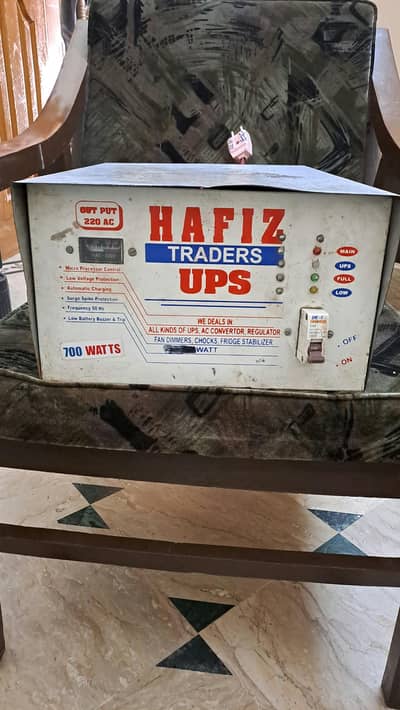 OUT PUT
220 AC
HAFIZ
TRADERS
UPS
Micro Processor Control
Low Voltage Protection
Automatic Charging
Surge Spike Protection
Frequency 50 Hz
Low Battery Buzzer & Trip
700 WATTS
WE DEALS IN:
ALL KINDS OF UPS, AC CONVERTOR, REGULATOR
FAN DIMMERS, CHOCKS, FRIDGE STABILIZER
WATT
MAIN
UPS
FULL
LOW
OFF
ON